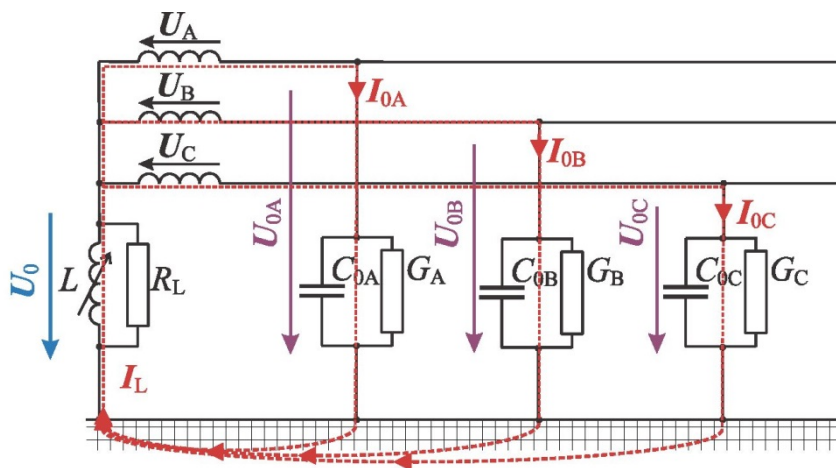 U_A
U_B
U_C
I_0A
I_0B
I_0C
U_0A
U_0B
U_0C
U_0
L
R_L
C_0A
G_A
C_0B
G_B
C_0C
G_C
I_L